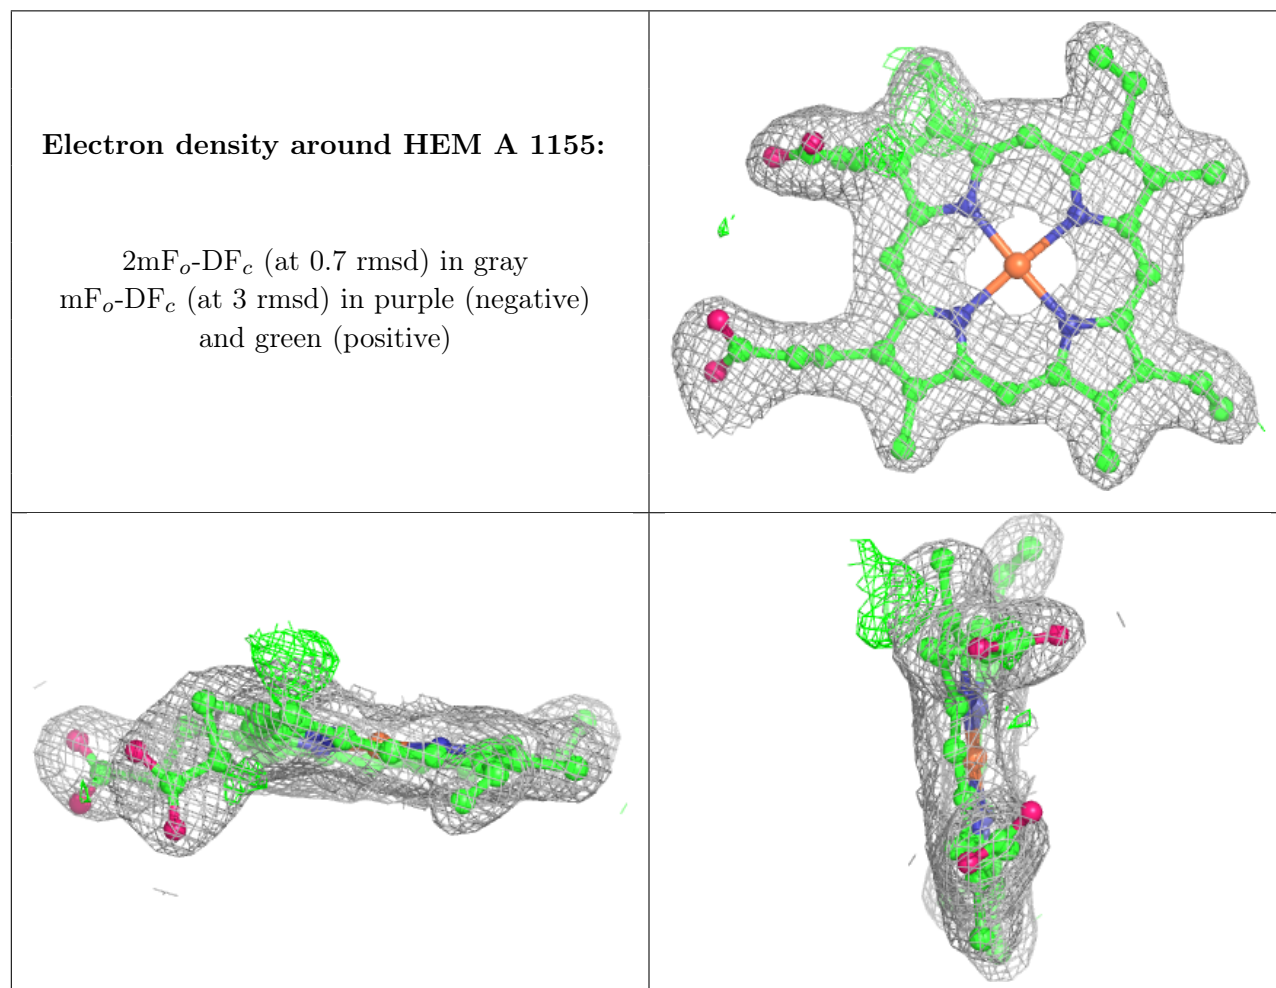 Electron density around HEM A 1155:
2mFo-DFc (at 0.7 rmsd) in gray
mFo-DFc (at 3 rmsd) in purple (negative)
and green (positive)